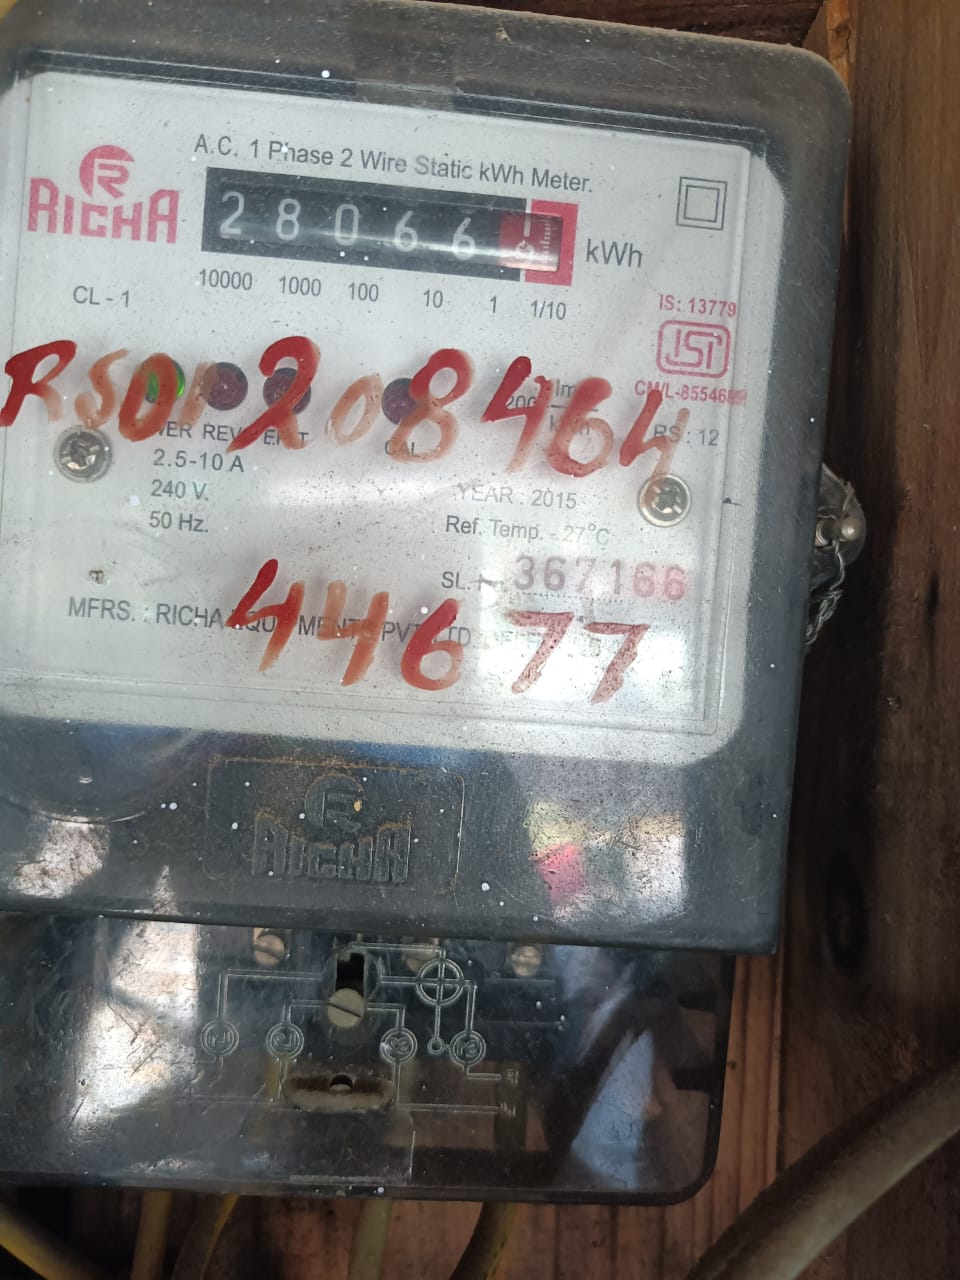 A.C. 1 Phase 2 Wire Static kWh Meter.
RICHA
28066
kWh
10000 1000 100 10 1 1/10
CL - 1
IS: 13779
ISI
RSD1208464
RS: 12
CAL
2.5-10 A
240 V.
50 Hz.
YEAR : 2015
Ref. Temp. - 27°C
SL. 367166
44677
MFRS. : RICHA
RICHA